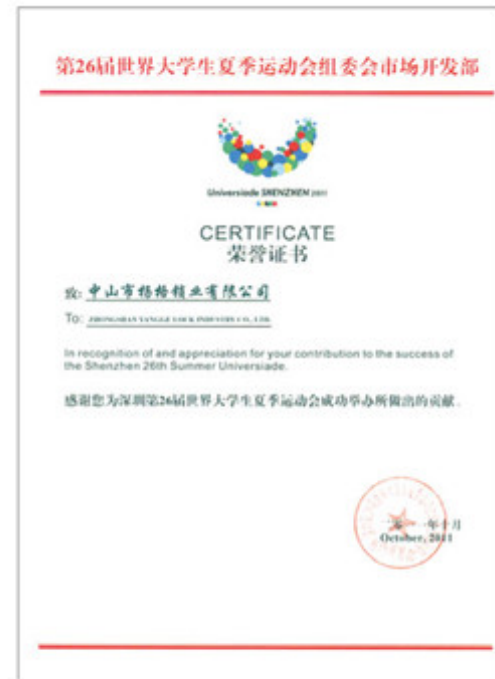 第26届世界大学生夏季运动会组委会市场开发部
Universiade SHENZHEN 2011
CERTIFICATE
荣誉证书
致: 中山市杨格锁业有限公司
To: ZHONGSHAN YANGGE LOCK INDUSTRY CO., LTD.
In recognition of and appreciation for your contribution to the success of
the Shenzhen 26th Summer Universiade.
感谢您为深圳第26届世界大学生夏季运动会成功举办所做出的贡献.
二零一一年十月
October, 2011